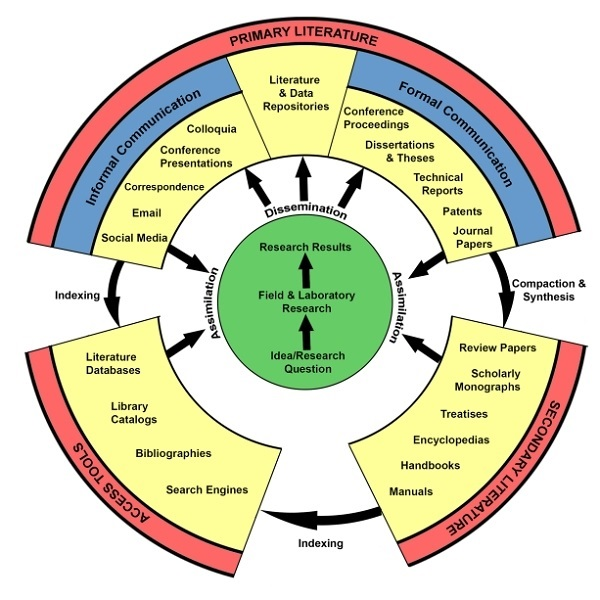 PRIMARY LITERATURE
Informal Communication
Formal Communication
Literature
& Data
Repositories
Colloquia
Conference
Presentations
Correspondence
Email
Social Media
Conference
Proceedings
Dissertations
& Theses
Technical
Reports
Patents
Journal
Papers
Dissemination
Assimilation
Assimilation
Research Results
Field & Laboratory
Research
Idea/Research
Question
Indexing
Compaction &
Synthesis
Literature
Databases
Library
Catalogs
Bibliographies
Search Engines
ACCESS TOOLS
Review Papers
Scholarly
Monographs
Treatises
Encyclopedias
Handbooks
Manuals
SECONDARY LITERATURE
Indexing